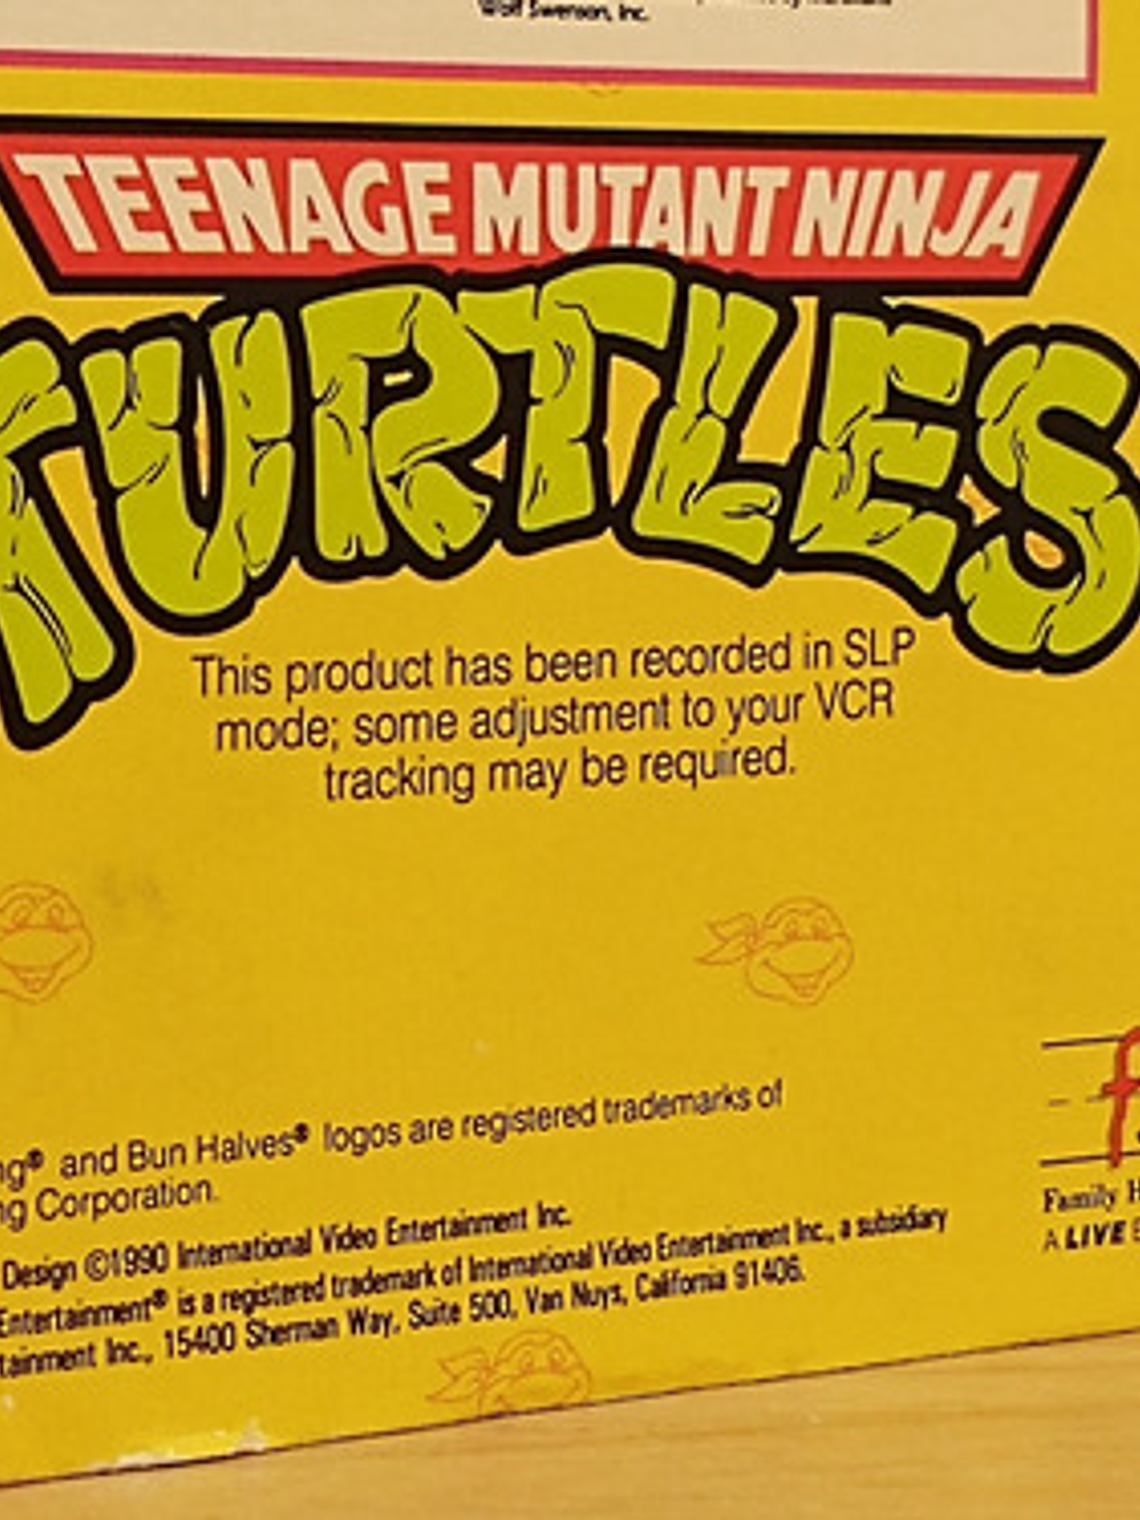 Wolf Swenson, Inc.
TEENAGE MUTANT NINJA
TURTLES
This product has been recorded in SLP
mode; some adjustment to your VCR
tracking may be required.
ng® and Bun Halves® logos are registered trademarks of
ng Corporation.
Design ©1990 International Video Entertainment Inc.
Entertainment® is a registered trademark of International Video Entertainment Inc., a subsidiary
tainment Inc., 15400 Sherman Way, Suite 500, Van Nuys, California 91406.
f
Family H
A LIVE E